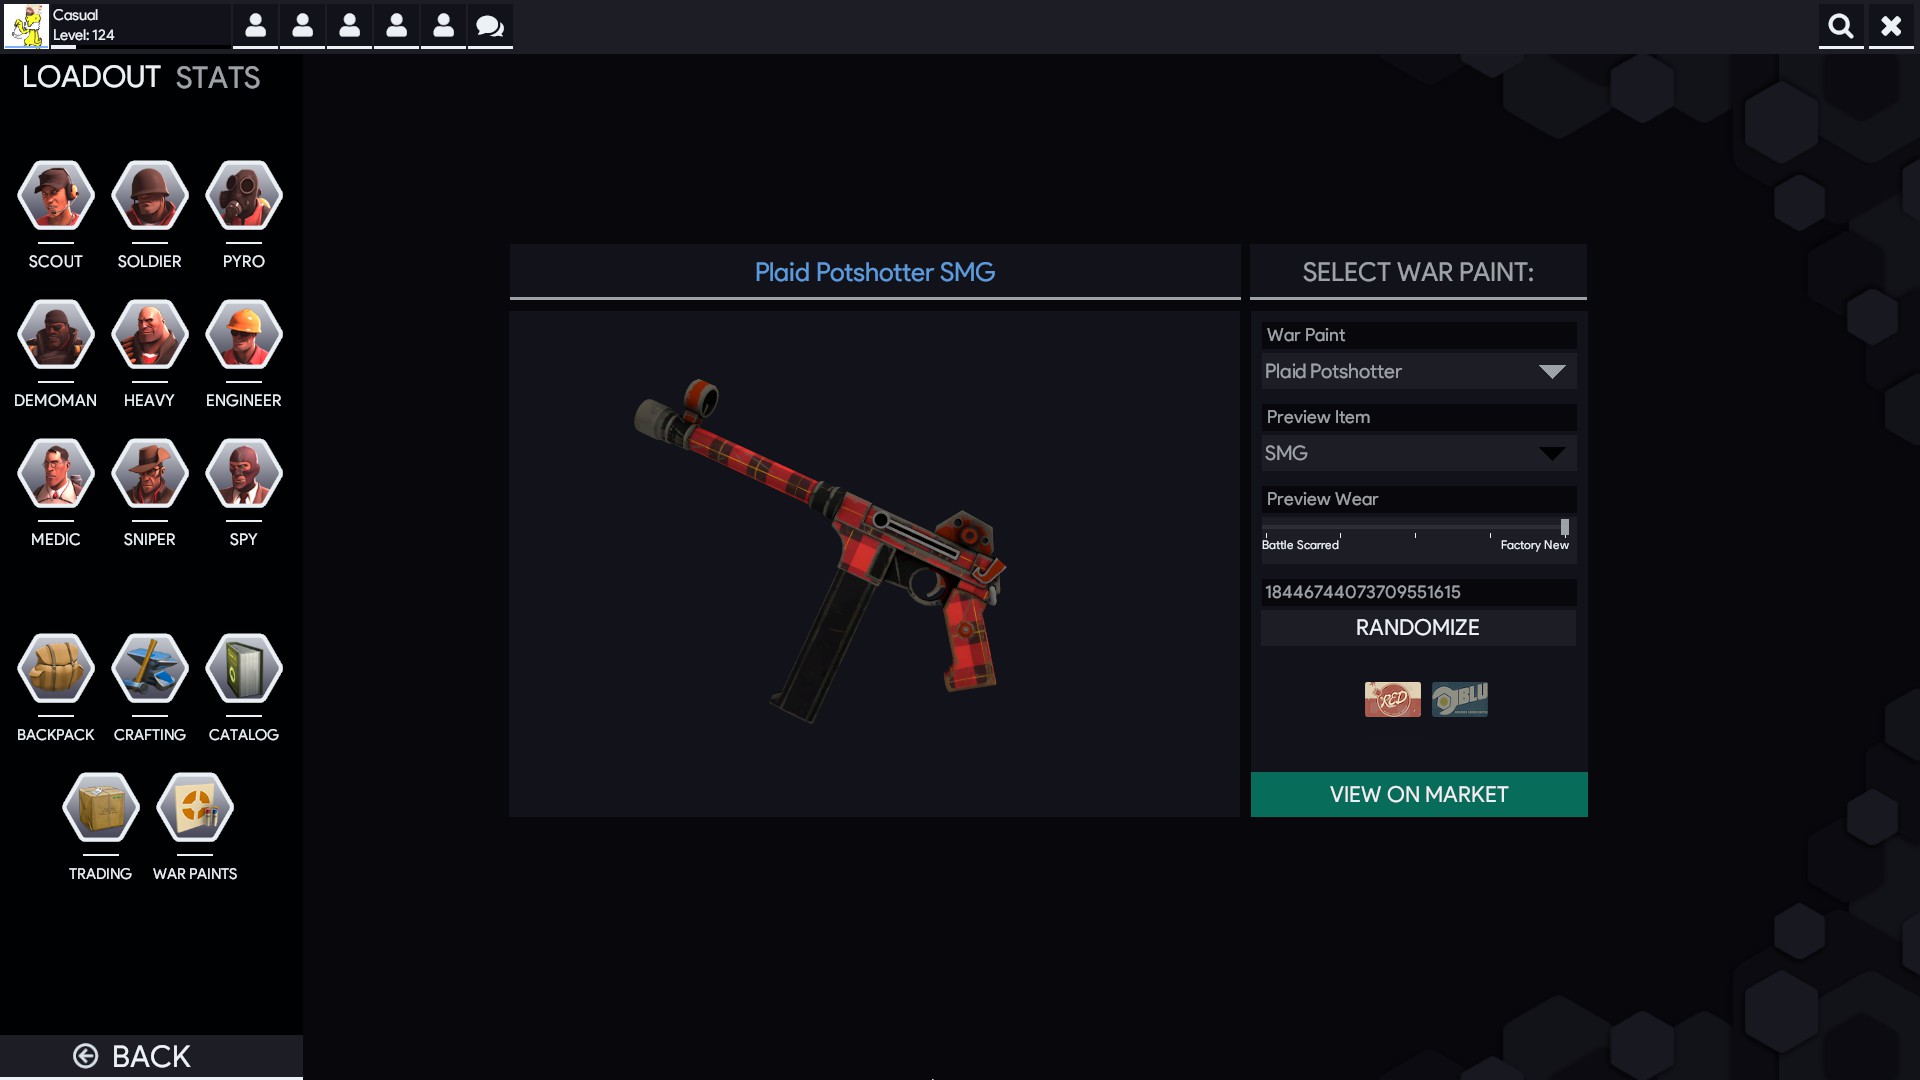 Casual
Level: 124
LOADOUT STATS
SCOUT SOLDIER PYRO
DEMOMAN HEAVY ENGINEER
MEDIC SNIPER SPY
BACKPACK CRAFTING CATALOG
TRADING WAR PAINTS
BACK
Plaid Potshotter SMG
SELECT WAR PAINT:
War Paint
Plaid Potshotter
Preview Item
SMG
Preview Wear
Battle Scarred Factory New
18446744073709551615
RANDOMIZE
RED BLU
VIEW ON MARKET